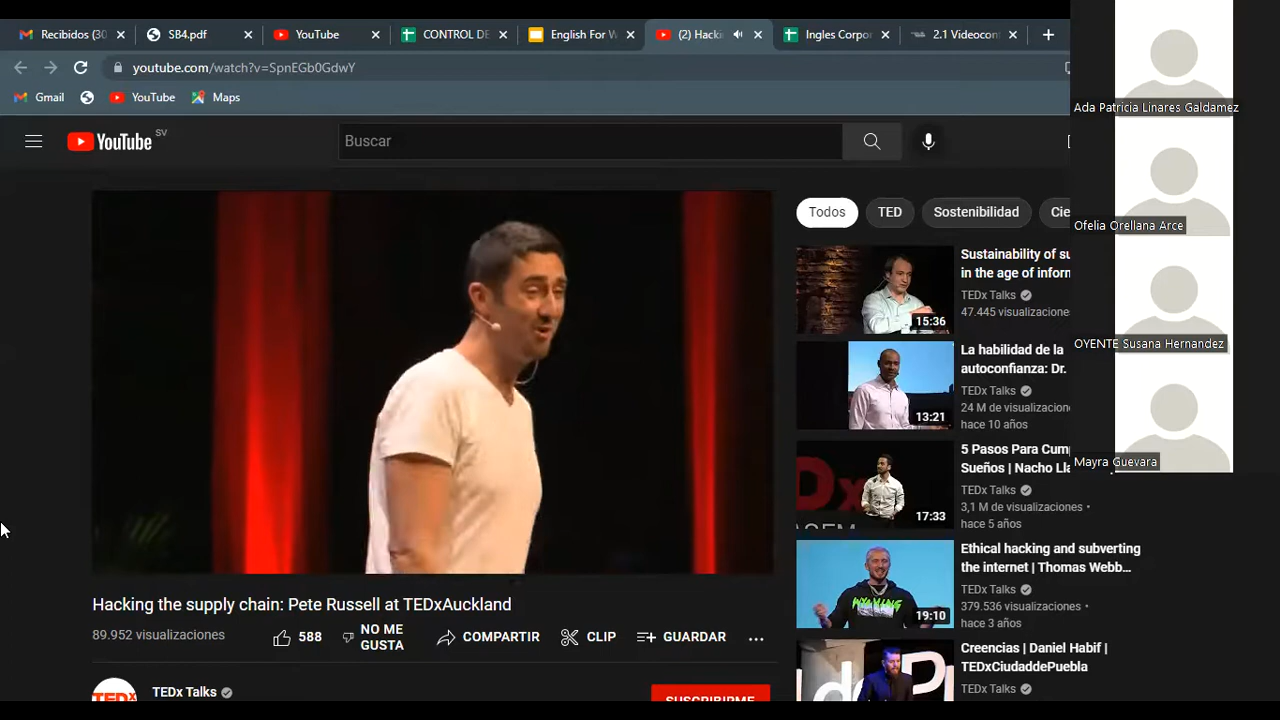 Recibidos (30
SB4.pdf
YouTube
CONTROL DE
English For W
(2) Hacki
Ingles Corpor
2.1 Videocon
youtube.com/watch?v=SpnEGb0GdwY
Gmail
YouTube
Maps
YouTube SV
Buscar
Todos
TED
Sostenibilidad
Cie
Sustainability of su
in the age of inform
TEDx Talks
47.445 visualizacione
15:36
La habilidad de la
autoconfianza: Dr.
TEDx Talks
24 M de visualizacion
hace 10 años
13:21
5 Pasos Para Cump
Sueños | Nacho Lla
TEDx Talks
3,1 M de visualizaciones •
hace 5 años
17:33
Ethical hacking and subverting
the internet | Thomas Webb...
TEDx Talks
379.536 visualizaciones •
hace 3 años
19:10
Creencias | Daniel Habif |
TEDxCiudaddePuebla
TEDx Talks
Hacking the supply chain: Pete Russell at TEDxAuckland
89.952 visualizaciones
588
NO ME
GUSTA
COMPARTIR
CLIP
GUARDAR
TEDx
TEDx Talks
SUSCRIBIRME
Ada Patricia Linares Galdamez
Ofelia Orellana Arce
OYENTE Susana Hernandez
Mayra Guevara